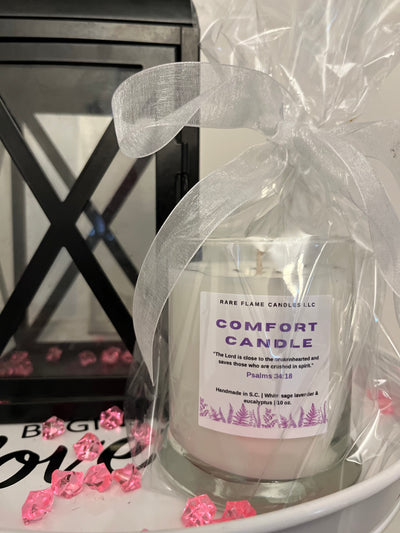 RARE FLAME CANDLES LLC
COMFORT
CANDLE
"The Lord is close to the brokenhearted and
saves those who are crushed in spirit."
Psalms 34:18
Handmade in S.C. | White sage lavender &
eucalyptus | 10 oz.
love